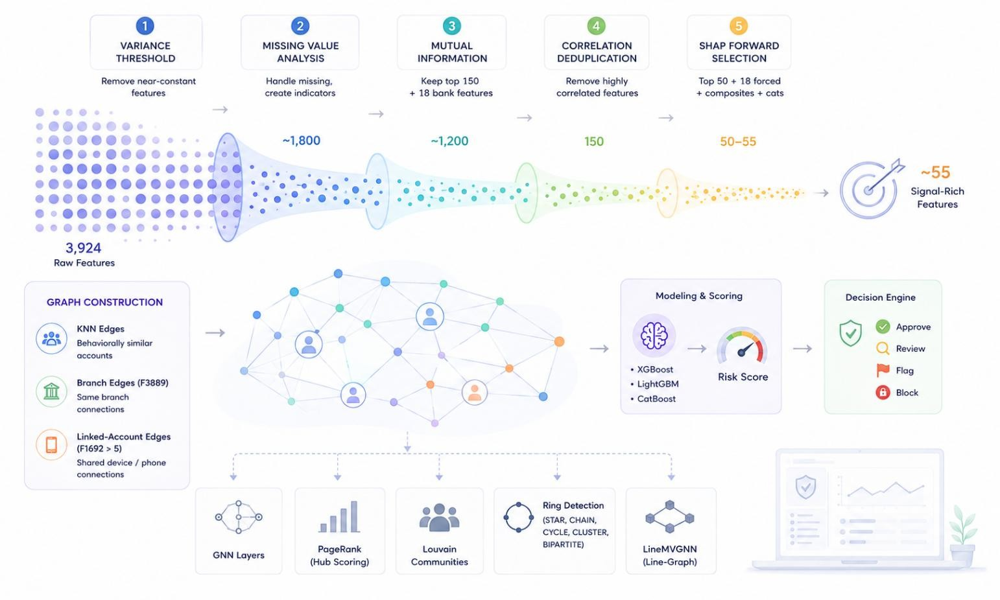 1
VARIANCE
THRESHOLD
Remove near-constant
features
2
MISSING VALUE
ANALYSIS
Handle missing,
create indicators
3
MUTUAL
INFORMATION
Keep top 150
+ 18 bank features
4
CORRELATION
DEDUPLICATION
Remove highly
correlated features
5
SHAP FORWARD
SELECTION
Top 50 + 18 forced
+ composites + cats
~1,800
~1,200
150
50–55
~55
Signal-Rich
Features
3,924
Raw Features
GRAPH CONSTRUCTION
KNN Edges
Behaviorally similar
accounts
Branch Edges (F3889)
Same branch
connections
Linked-Account Edges
(F1692 > 5)
Shared device / phone
connections
Modeling & Scoring
• XGBoost
• LightGBM
• CatBoost
Risk Score
Decision Engine
Approve
Review
Flag
Block
GNN Layers
PageRank
(Hub Scoring)
Louvain
Communities
Ring Detection
(STAR, CHAIN,
CYCLE, CLUSTER,
BIPARTITE)
LineMVGNN
(Line-Graph)